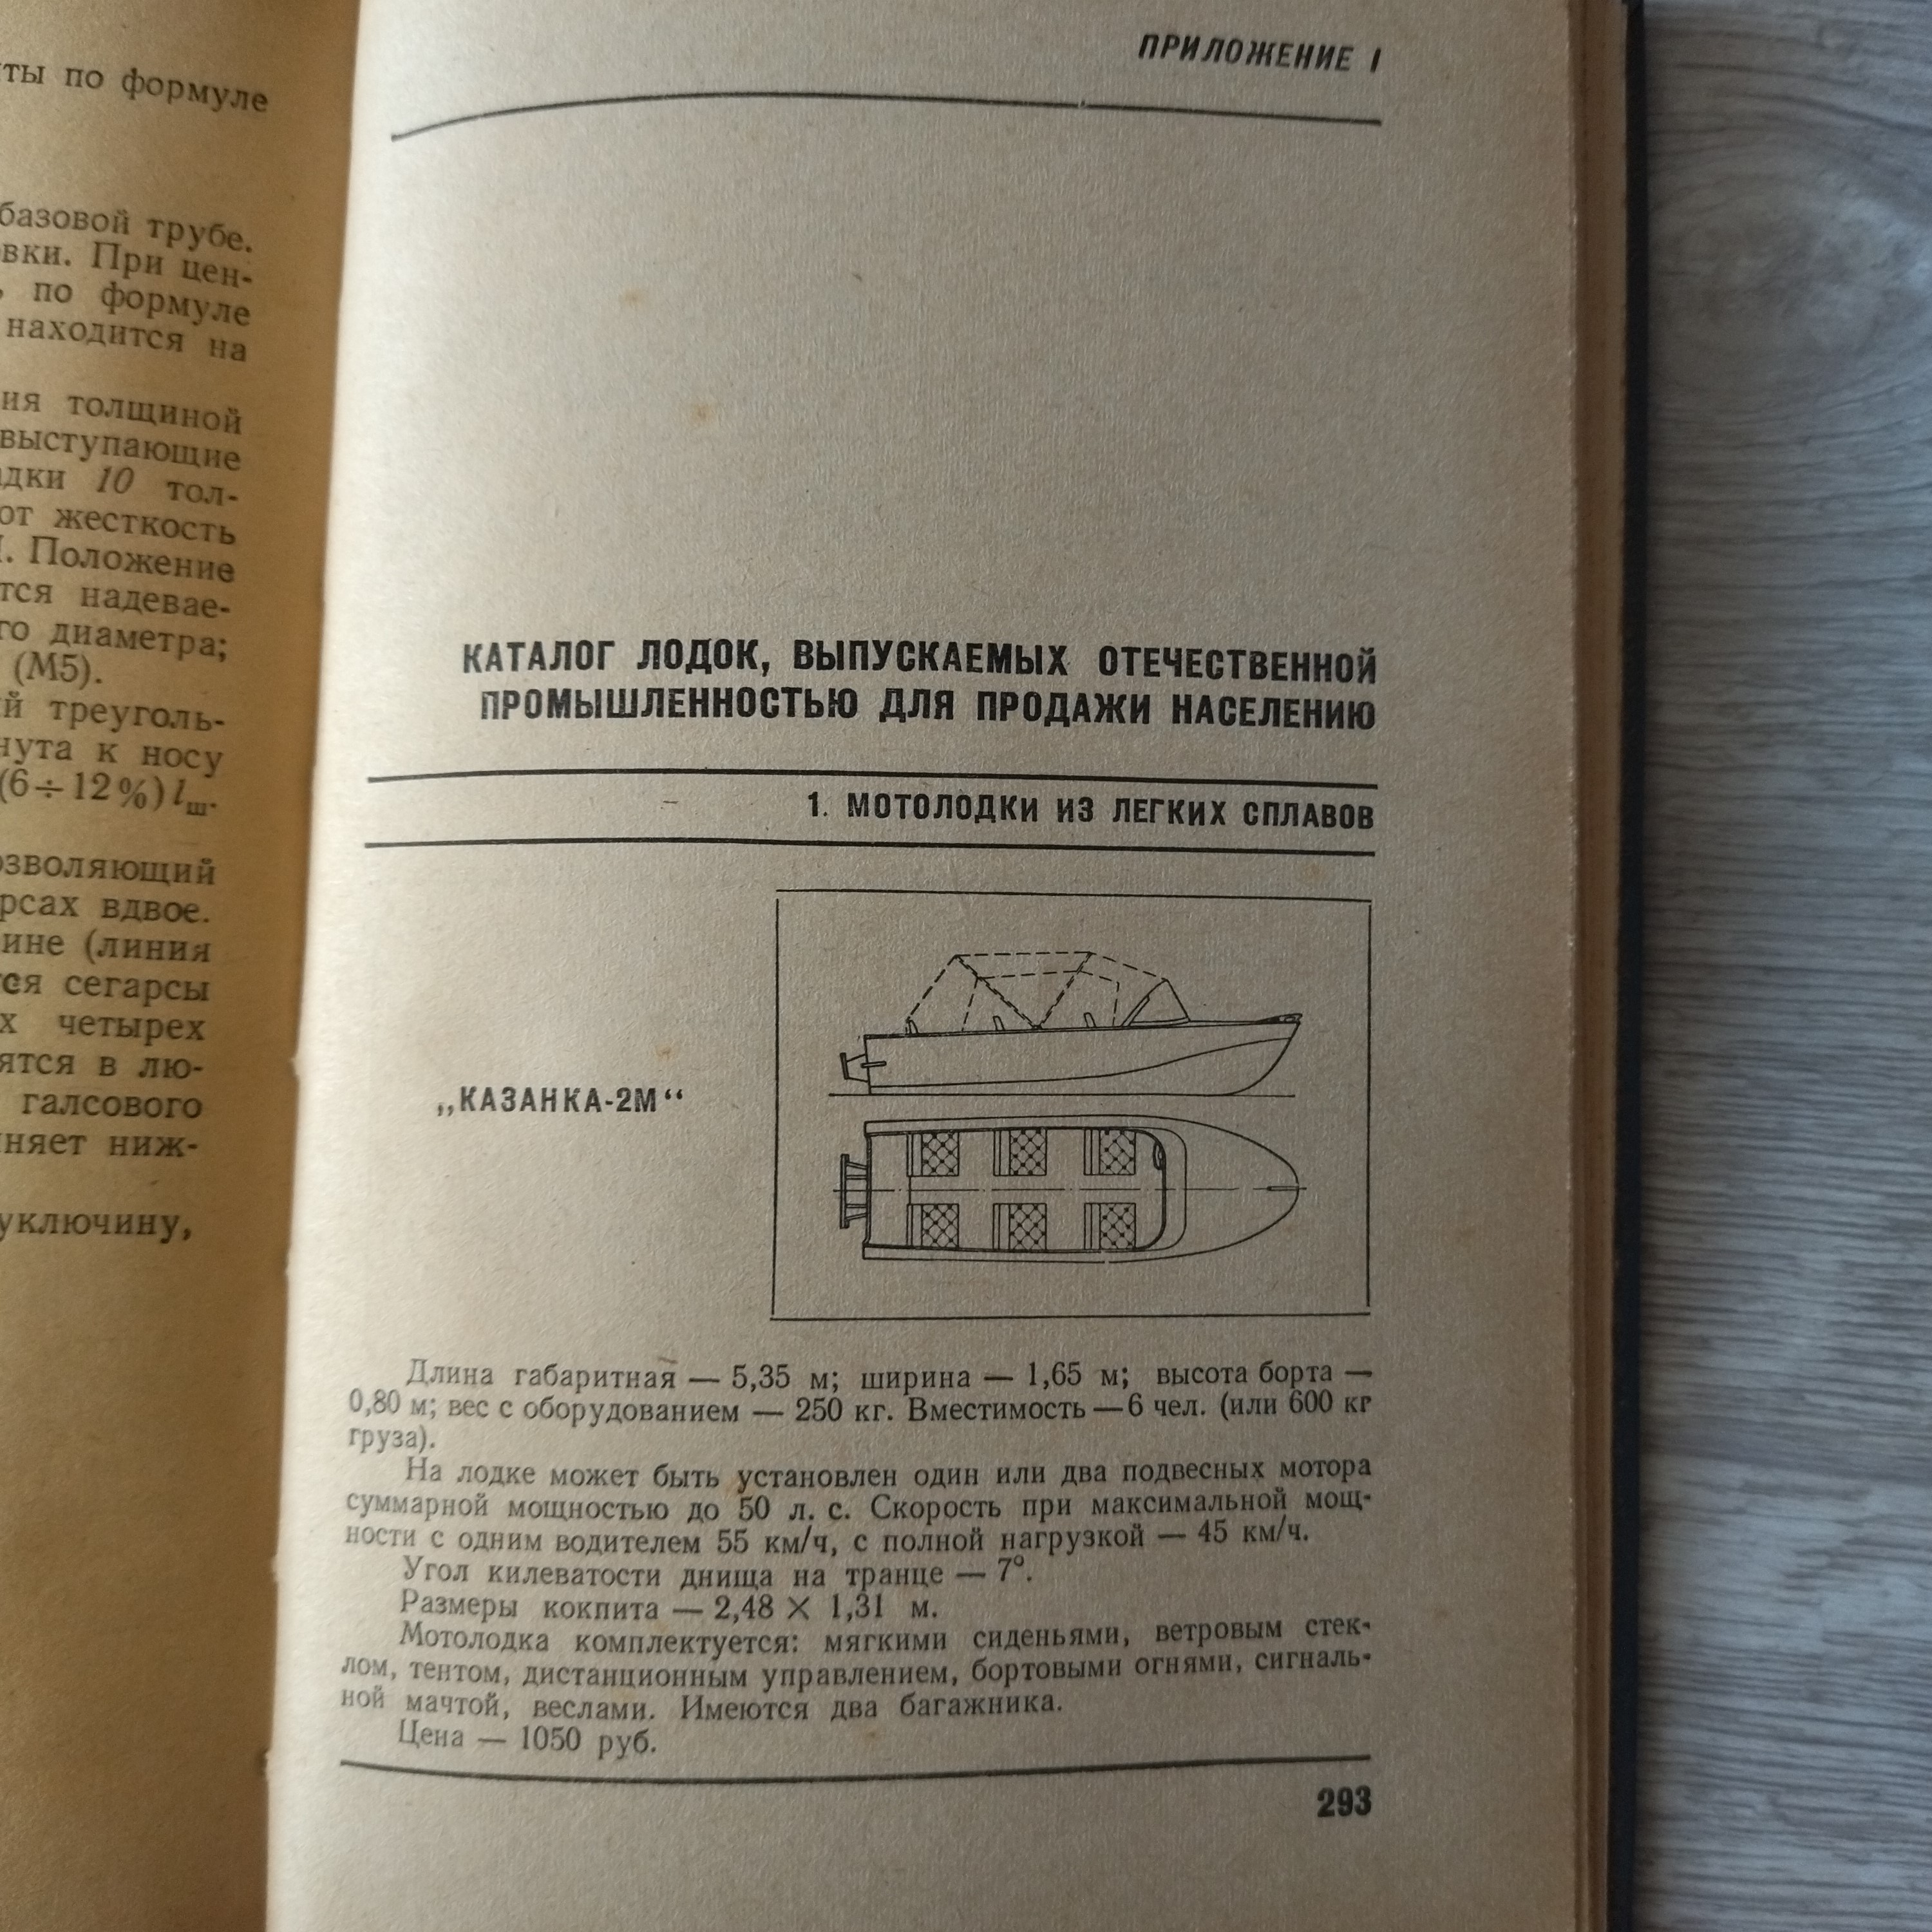 ты по формуле
базовой трубе.
вки. При цен-
по формуле
находится на
ия толщиной
выступающие
дки 10 тол-
от жесткость
Положение
тся надевае-
го диаметра;
(М5).
й треуголь-
нута к носу
(6÷12%) lш.
озволяющий
рсах вдвое.
ине (линия
ся сегарсы
х четырех
ятся в лю-
галсового
няет ниж-
уключину,
ПРИЛОЖЕНИЕ I
КАТАЛОГ ЛОДОК, ВЫПУСКАЕМЫХ ОТЕЧЕСТВЕННОЙ
ПРОМЫШЛЕННОСТЬЮ ДЛЯ ПРОДАЖИ НАСЕЛЕНИЮ
1. МОТОЛОДКИ ИЗ ЛЕГКИХ СПЛАВОВ
„КАЗАНКА-2М“
Длина габаритная — 5,35 м; ширина — 1,65 м; высота борта —
0,80 м; вес с оборудованием — 250 кг. Вместимость — 6 чел. (или 600 кг
груза).
На лодке может быть установлен один или два подвесных мотора
суммарной мощностью до 50 л. с. Скорость при максимальной мощ-
ности с одним водителем 55 км/ч, с полной нагрузкой — 45 км/ч.
Угол килеватости днища на транце — 7°.
Размеры кокпита — 2,48 × 1,31 м.
Мотолодка комплектуется: мягкими сиденьями, ветровым стек-
лом, тентом, дистанционным управлением, бортовыми огнями, сигналь-
ной мачтой, веслами. Имеются два багажника.
Цена — 1050 руб.
293